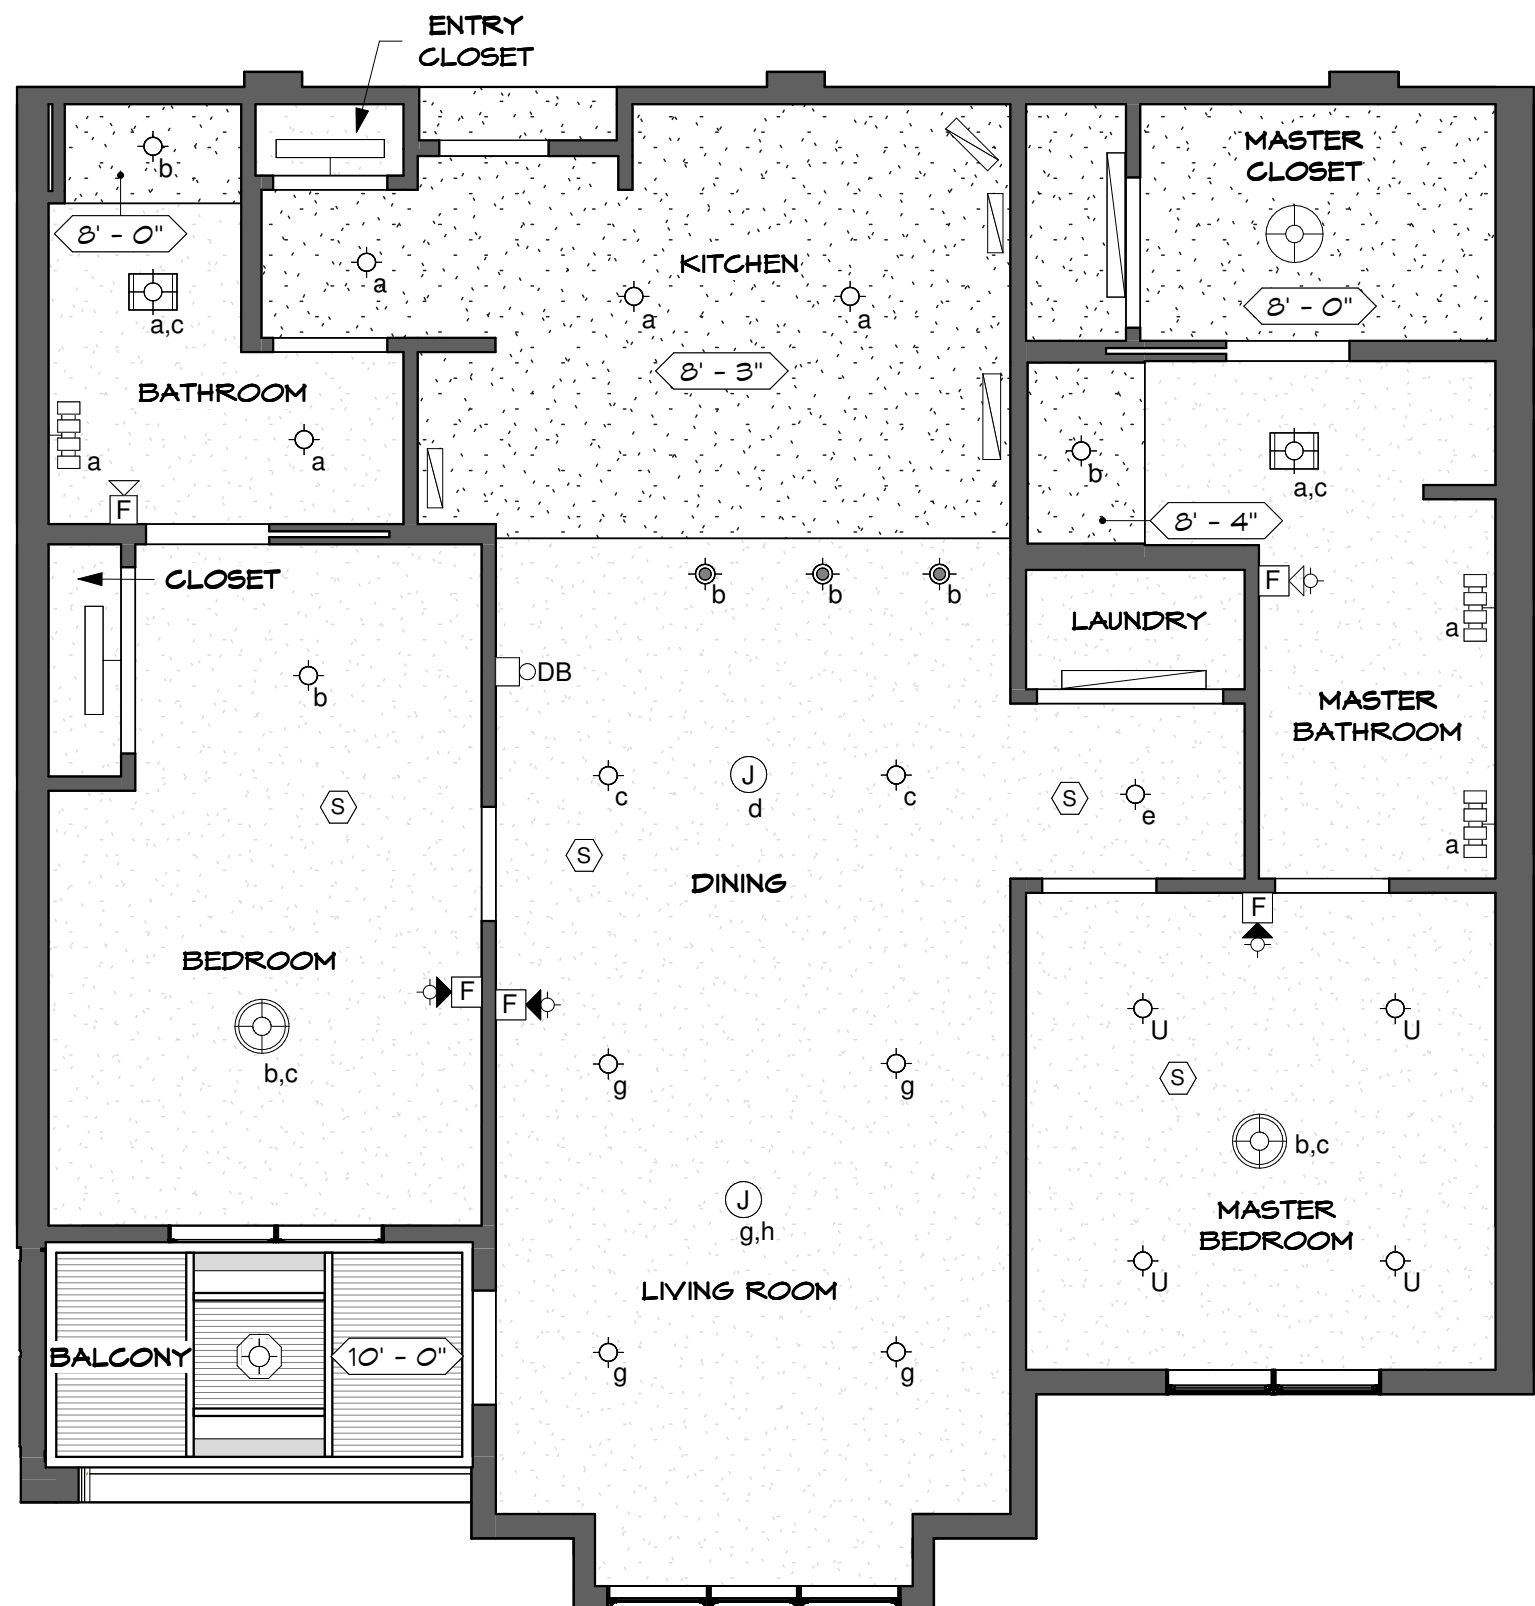 ENTRY
CLOSET
b
8' - 0"
a,c
BATHROOM
a
a
F
a
KITCHEN
a
a
8' - 3"
MASTER
CLOSET
8' - 0"
b
a,c
8' - 4"
CLOSET
b
S
BEDROOM
b,c
F
b
b
b
DB
c
J
d
c
S
DINING
F
g
g
J
g,h
LIVING ROOM
g
g
LAUNDRY
S
e
F
a
MASTER
BATHROOM
a
F
U
U
S
b,c
MASTER
BEDROOM
U
U
BALCONY
10' - 0"